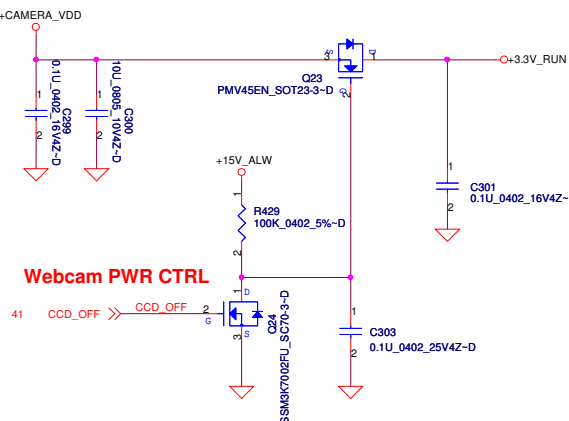 +CAMERA_VDD
3
S
D
1
+3.3V_RUN
Q23
PMV45EN_SOT23-3~D
G
2
1
2
C299
0.1U_0402_16V4Z~D
1
2
C300
10U_0805_10V4Z~D
+15V_ALW
1
R429
100K_0402_5%~D
2
1
C301
0.1U_0402_16V4Z~
2
Webcam PWR CTRL
41 CCD_OFF CCD_OFF
2
G
1
D
S
3
Q24
SSM3K7002FU_SC70-3~D
1
C303
0.1U_0402_25V4Z~D
2